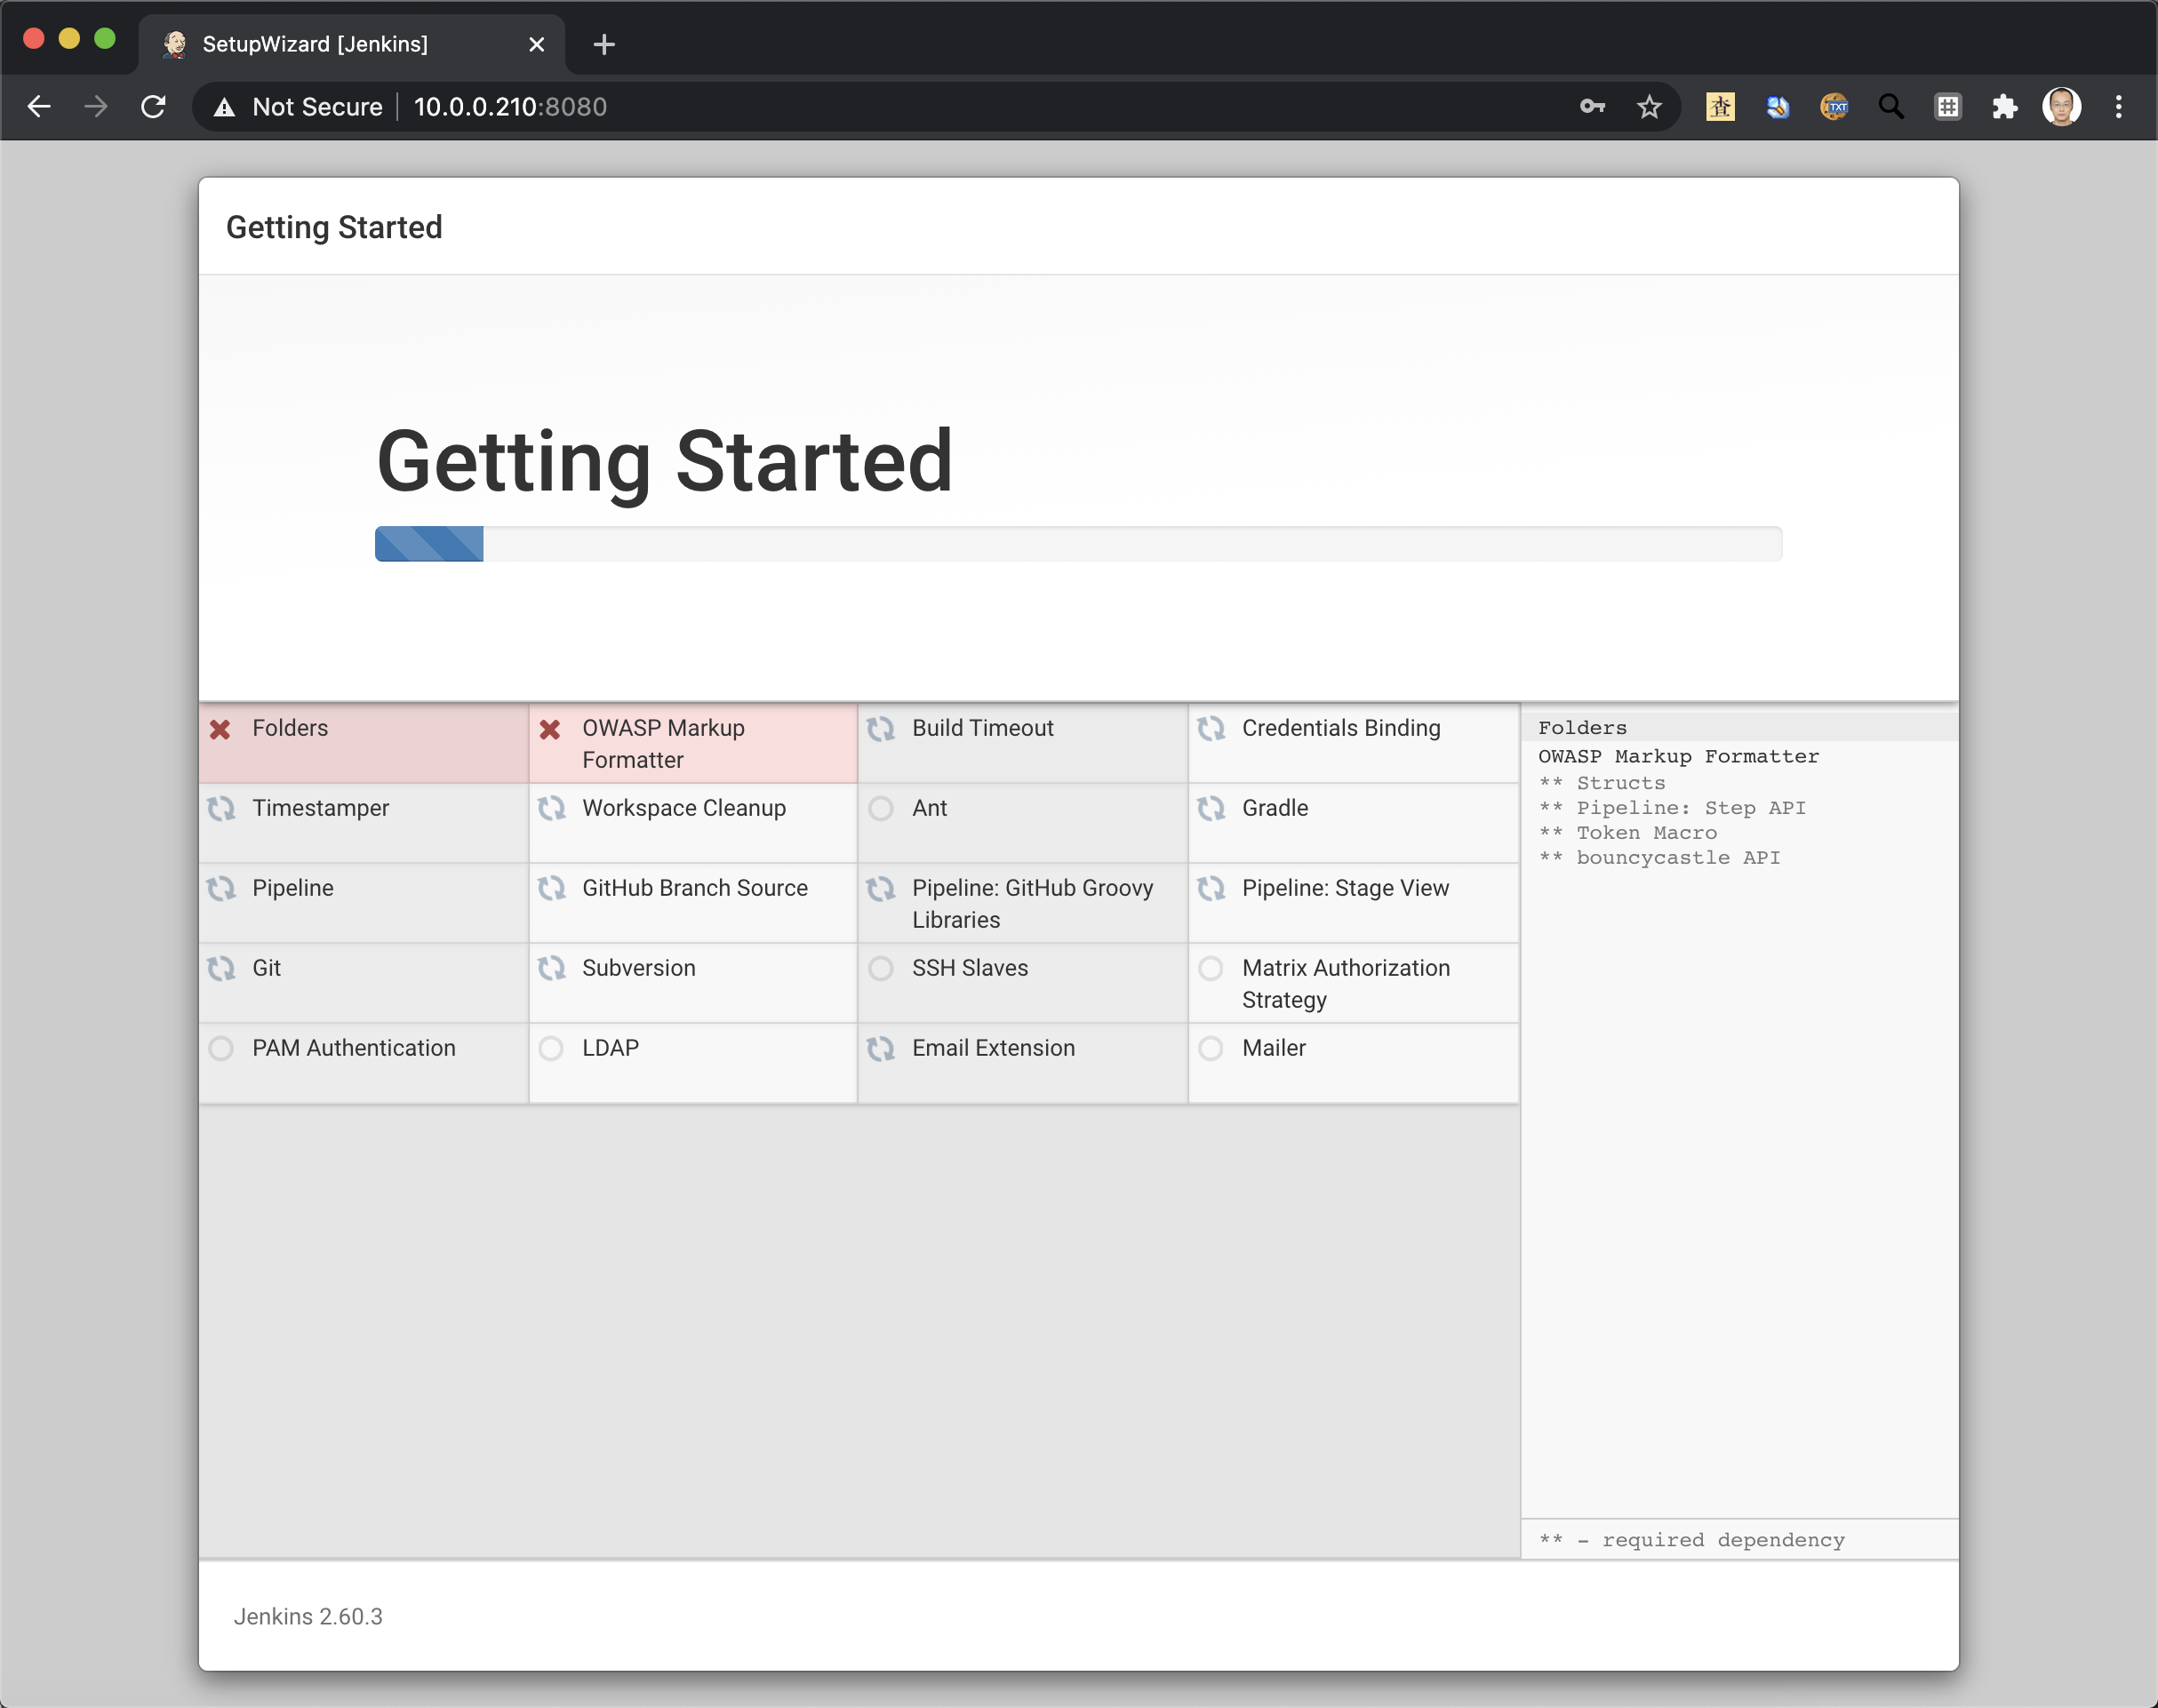 SetupWizard [Jenkins]
Not Secure
10.0.0.210:8080
查
TXT
Getting Started
Getting Started
Folders
OWASP Markup
Formatter
Build Timeout
Credentials Binding
Timestamper
Workspace Cleanup
Ant
Gradle
Pipeline
GitHub Branch Source
Pipeline: GitHub Groovy
Libraries
Pipeline: Stage View
Git
Subversion
SSH Slaves
Matrix Authorization
Strategy
PAM Authentication
LDAP
Email Extension
Mailer
Folders
OWASP Markup Formatter
** Structs
** Pipeline: Step API
** Token Macro
** bouncycastle API
** - required dependency
Jenkins 2.60.3